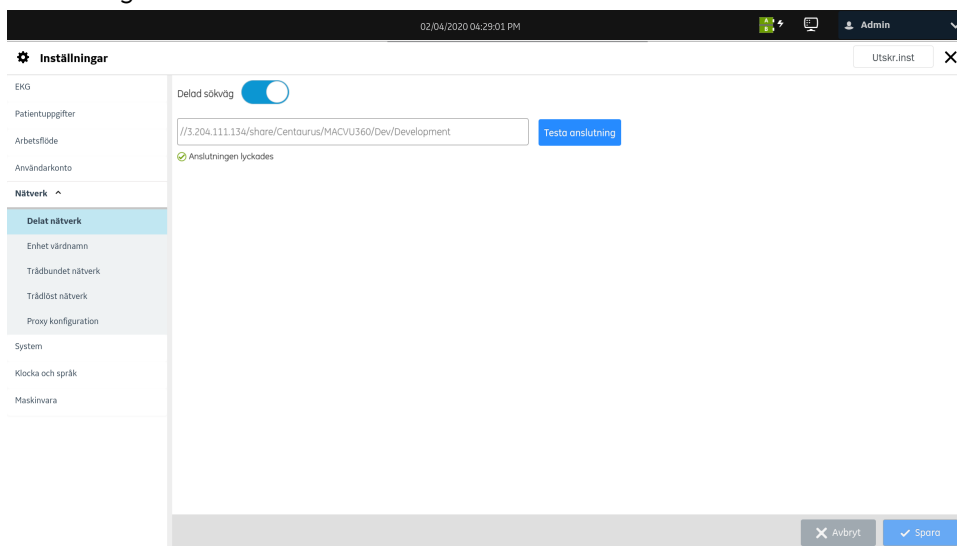 02/04/2020 04:29:01 PM
A
B
Admin
Inställningar
Utskr.inst
EKG
Patientuppgifter
Arbetsflöde
Användarkonto
Nätverk
Delat nätverk
Enhet värdnamn
Trådbundet nätverk
Trådlöst nätverk
Proxy konfiguration
System
Klocka och språk
Maskinvara
Delad sökväg
//3.204.111.134/share/Centaurus/MACVU360/Dev/Development
Testa anslutning
Anslutningen lyckades
Avbryt
Spara